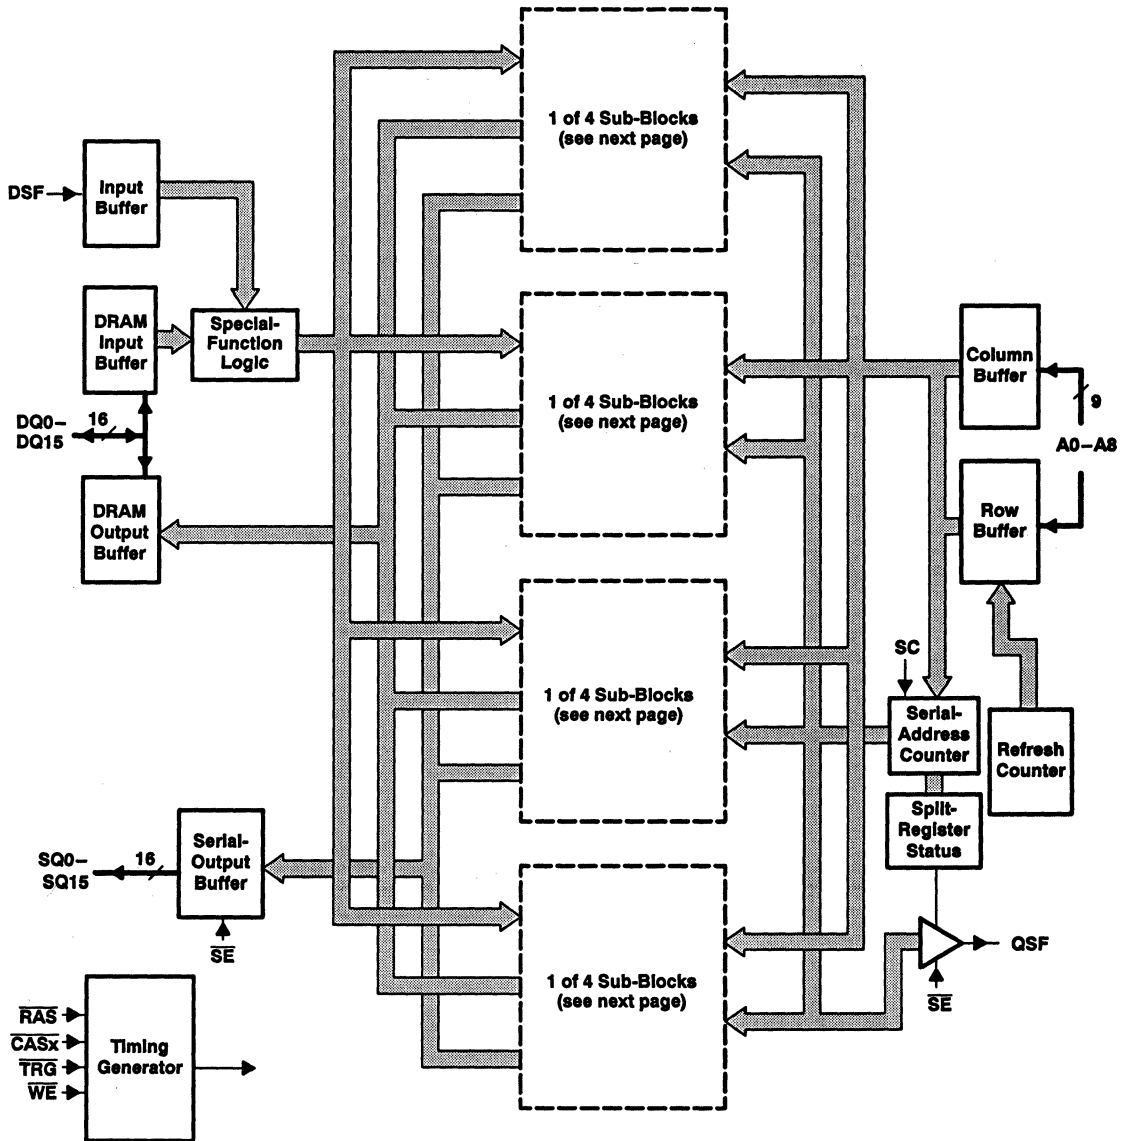 1 of 4 Sub-Blocks
(see next page)
DSF
Input
Buffer
DRAM
Input
Buffer
Special-
Function
Logic
Column
Buffer
1 of 4 Sub-Blocks
(see next page)
9
DQ0–
DQ15
16
A0–A8
DRAM
Output
Buffer
Row
Buffer
SC
1 of 4 Sub-Blocks
(see next page)
Serial-
Address
Counter
Refresh
Counter
Split-
Register
Status
SQ0–
SQ15
16
Serial-
Output
Buffer
SE
QSF
SE
1 of 4 Sub-Blocks
(see next page)
RAS
CASx
TRG
WE
Timing
Generator